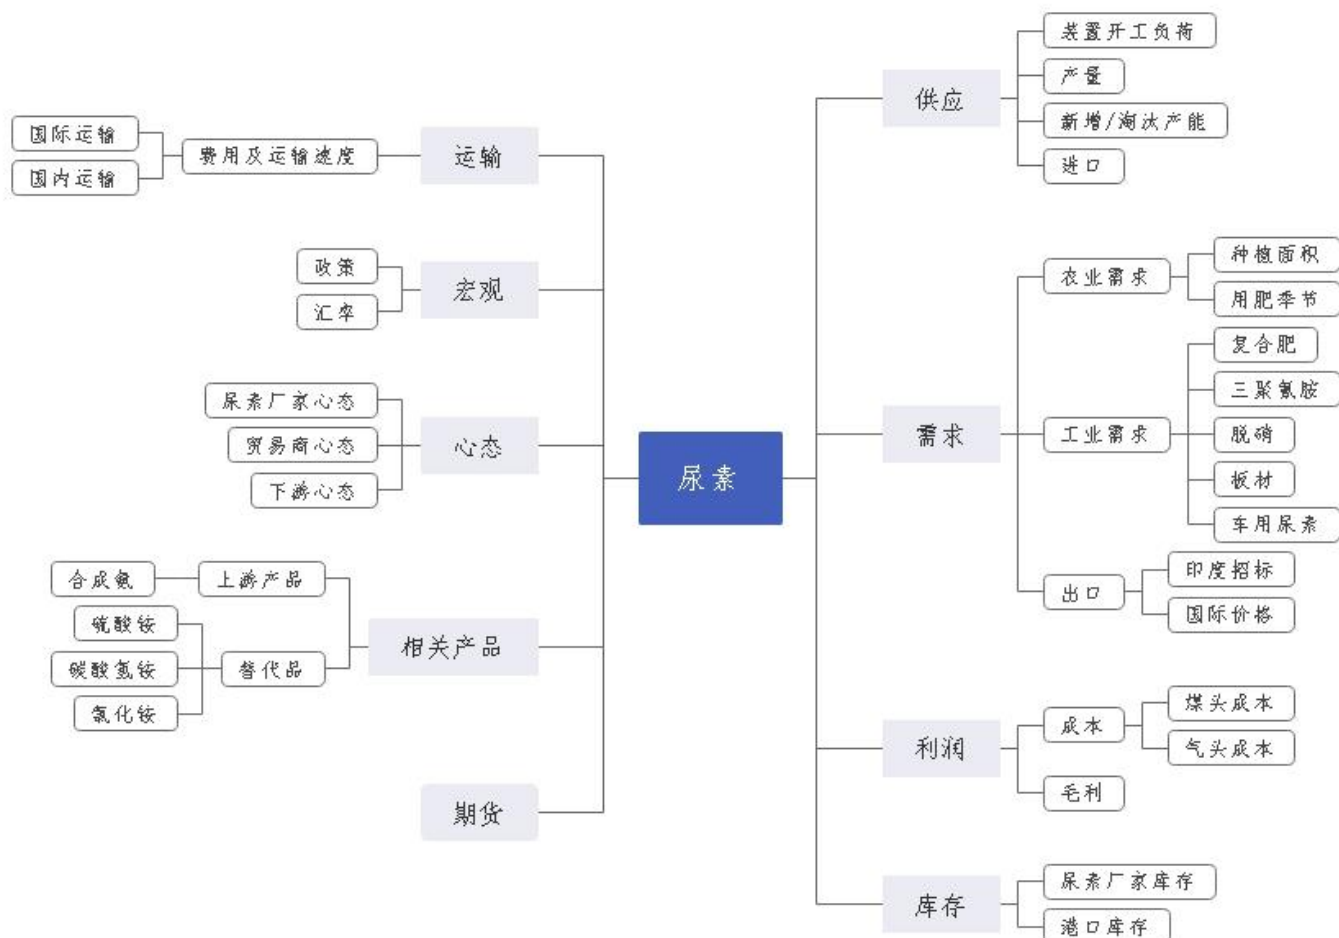 尿素
供应
装置开工负荷
产量
新增/淘汰产能
进口
需求
农业需求
种植面积
用肥季节
工业需求
复合肥
三聚氰胺
脱硝
板材
车用尿素
出口
印度招标
国际价格
利润
成本
煤头成本
气头成本
毛利
库存
尿素厂家库存
港口库存
运输
费用及运输速度
国际运输
国内运输
宏观
政策
汇率
心态
尿素厂家心态
贸易商心态
下游心态
相关产品
上游产品
合成氨
替代品
硫酸铵
碳酸氢铵
氯化铵
期货